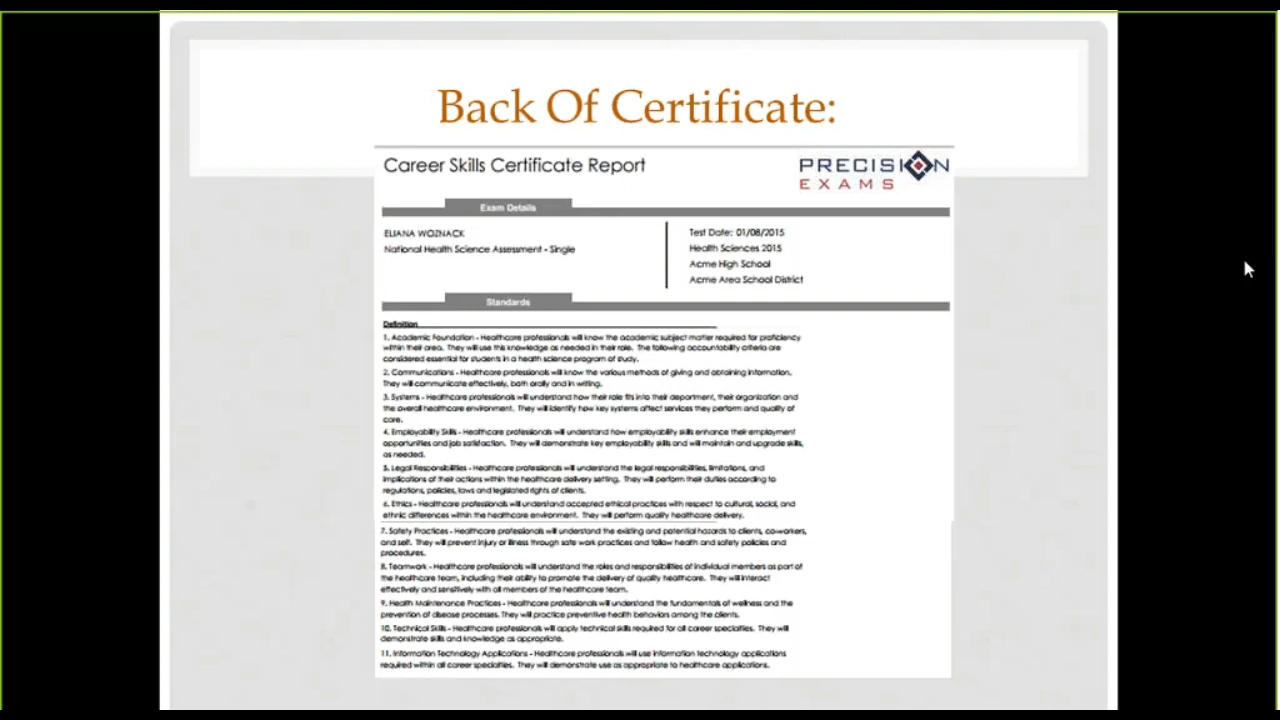 Back Of Certificate:
Career Skills Certificate Report
PRECISION
EXAMS
Exam Details
ELIANA WOZNACK
National Health Science Assessment - Single
Test Date: 01/08/2015
Health Sciences 2015
Acme High School
Acme Area School District
Standards
Definition
1. Academic Foundation - Healthcare professionals will know the academic subject matter required for proficiency
within their area. They will use this knowledge as needed in their role. The following accountability criteria are
considered essential for students in a health science program of study.
2. Communications - Healthcare professionals will know the various methods of giving and obtaining information.
They will communicate effectively, both orally and in writing.
3. Systems - Healthcare professionals will understand how their role fits into their department, their organization and
the overall healthcare environment. They will identify how key systems affect services they perform and quality of
care.
4. Employability Skills - Healthcare professionals will understand how employability skills enhance their employment
opportunities and job satisfaction. They will demonstrate key employability skills and will maintain and upgrade skills,
as needed.
5. Legal Responsibilities - Healthcare professionals will understand the legal responsibilities, limitations, and
implications of their actions within the healthcare delivery setting. They will perform their duties according to
regulations, policies, laws and legislated rights of clients.
6. Ethics - Healthcare professionals will understand accepted ethical practices with respect to cultural, social, and
ethnic differences within the healthcare environment. They will perform quality healthcare delivery.
7. Safety Practices - Healthcare professionals will understand the existing and potential hazards to clients, coworkers,
and self. They will prevent injury or illness through safe work practices and follow health and safety policies and
procedures.
8. Teamwork - Healthcare professionals will understand the roles and responsibilities of individual members as part of
the healthcare team, including their ability to promote the delivery of quality healthcare. They will interact
effectively and sensitively with all members of the healthcare team.
9. Health Maintenance Practices - Healthcare professionals will understand the fundamentals of wellness and the
prevention of disease processes. They will practice preventive health behaviors among the clients.
10. Technical Skills - Healthcare professionals will apply technical skills required for all career specialties. They will
demonstrate skills and knowledge as appropriate.
11. Information Technology Applications - Healthcare professionals will use information technology applications
required within all career specialties. They will demonstrate use as appropriate to healthcare applications.